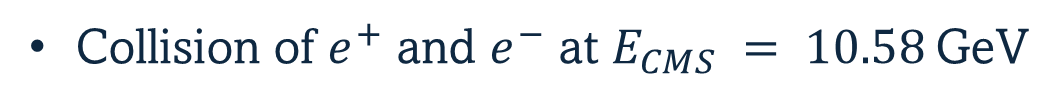 • Collision of e⁺ and e⁻ at E_CMS = 10.58 GeV